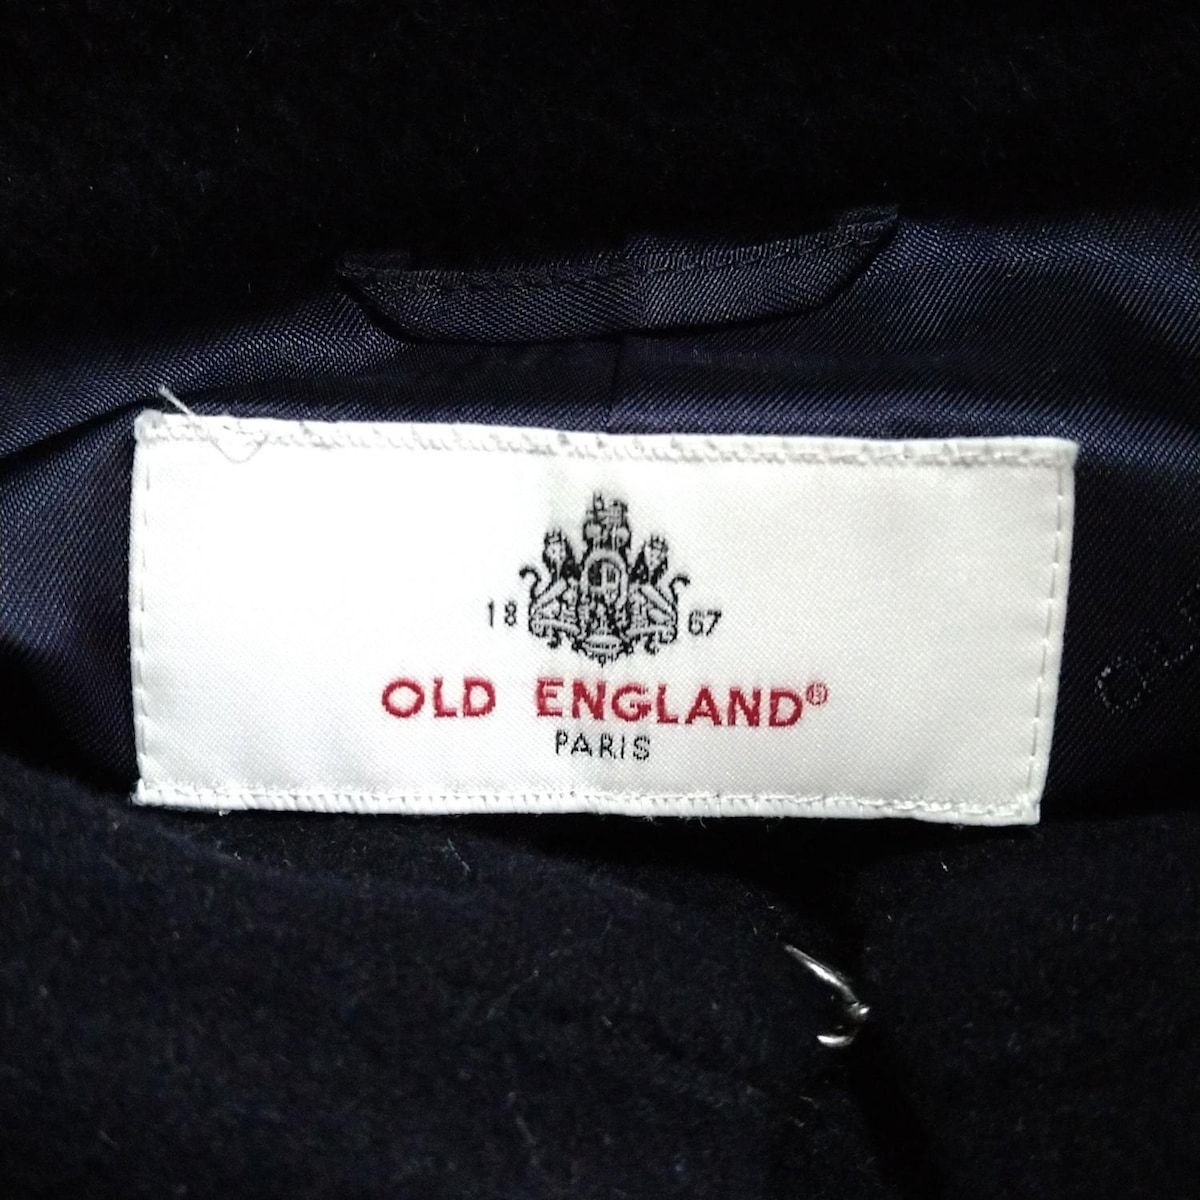 18 67
OLD ENGLAND®
PARIS